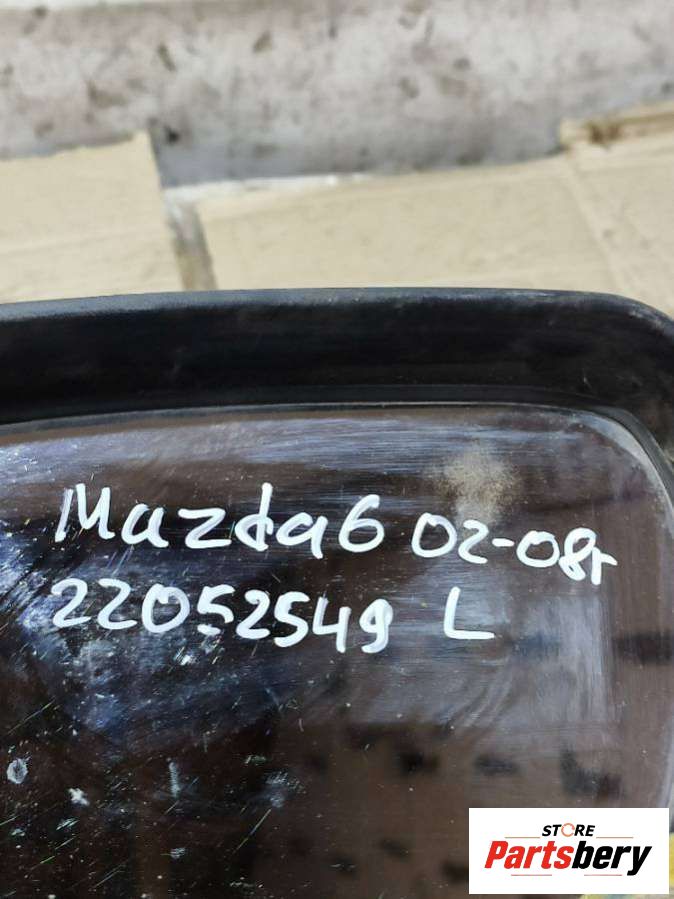 Mazda6 02-08г
22052549 L
STORE
Partsbery